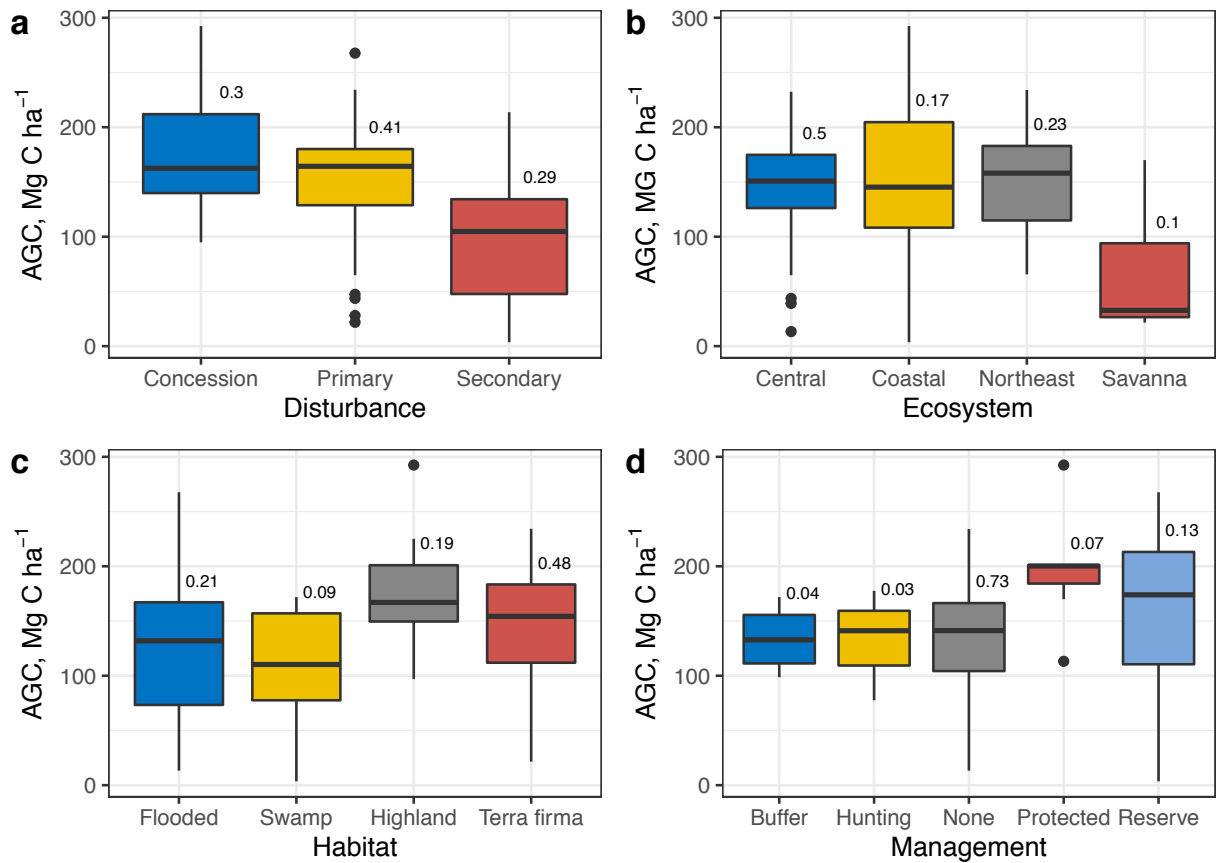 a
300
200
100
0
AGC, Mg C ha⁻¹
0.3
0.41
0.29
Concession Primary Secondary
Disturbance
b
300
200
100
0
AGC, MG C ha⁻¹
0.5
0.17
0.23
0.1
Central Coastal Northeast Savanna
Ecosystem
c
300
200
100
0
AGC, Mg C ha⁻¹
0.21
0.09
0.19
0.48
Flooded Swamp Highland Terra firma
Habitat
d
300
200
100
0
AGC, Mg C ha⁻¹
0.04
0.03
0.73
0.07
0.13
Buffer Hunting None Protected Reserve
Management